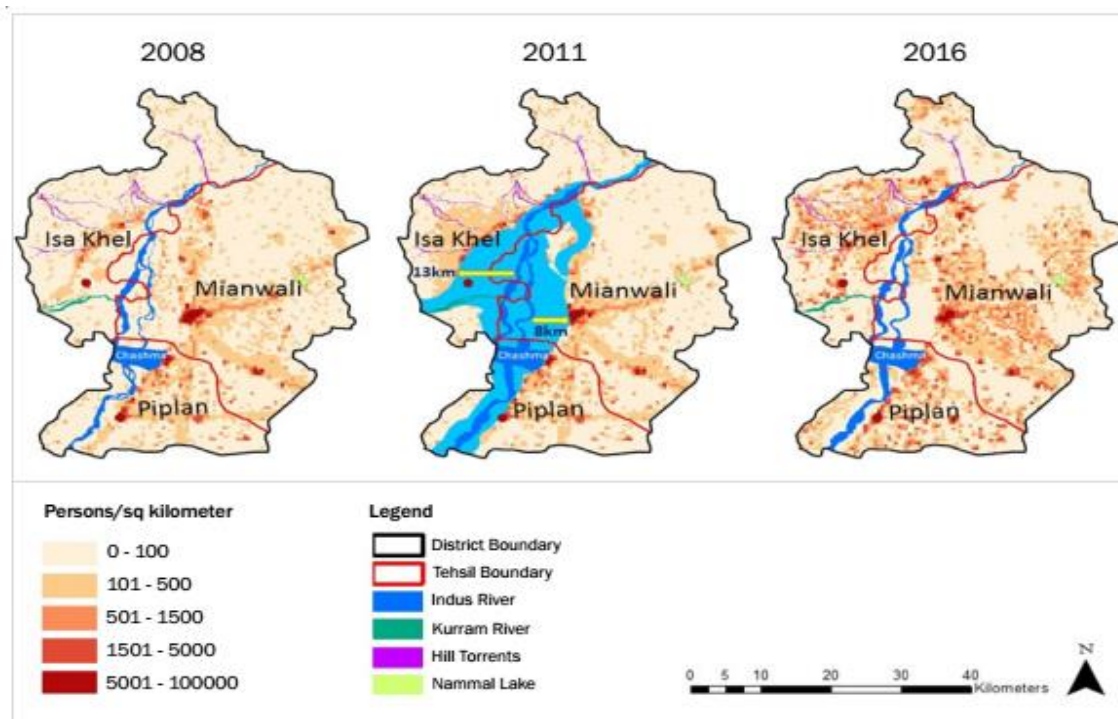 2008 2011 2016
Isa Khel
Mianwali
Chashma
Piplan
Isa Khel
13km
Mianwali
8km
Chashma
Piplan
Isa Khel
Mianwali
Chashma
Piplan
Persons/sq kilometer
0 - 100
101 - 500
501 - 1500
1501 - 5000
5001 - 100000
Legend
District Boundary
Tehsil Boundary
Indus River
Kurram River
Hill Torrents
Nammal Lake
0 5 10 20 30 40
Kilometers
N